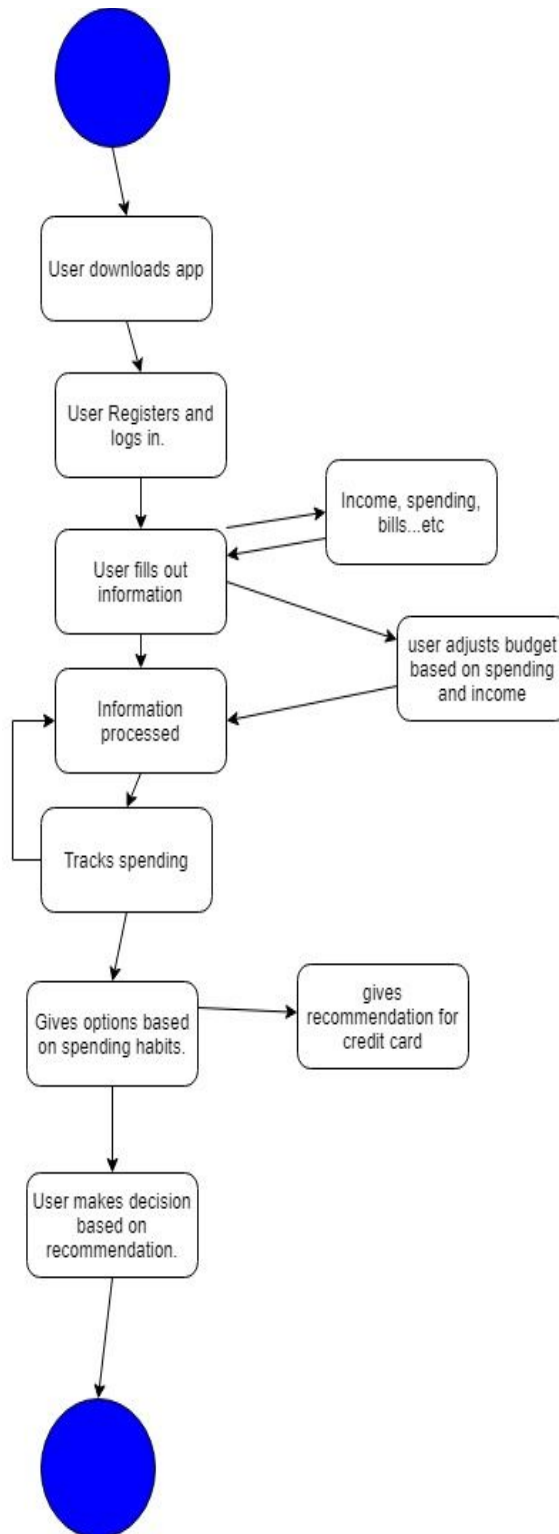 User downloads app
User Registers and
logs in.
Income, spending,
bills...etc
User fills out
information
user adjusts budget
based on spending
and income
Information
processed
Tracks spending
Gives options based
on spending habits.
gives
recommendation for
credit card
User makes decision
based on
recommendation.